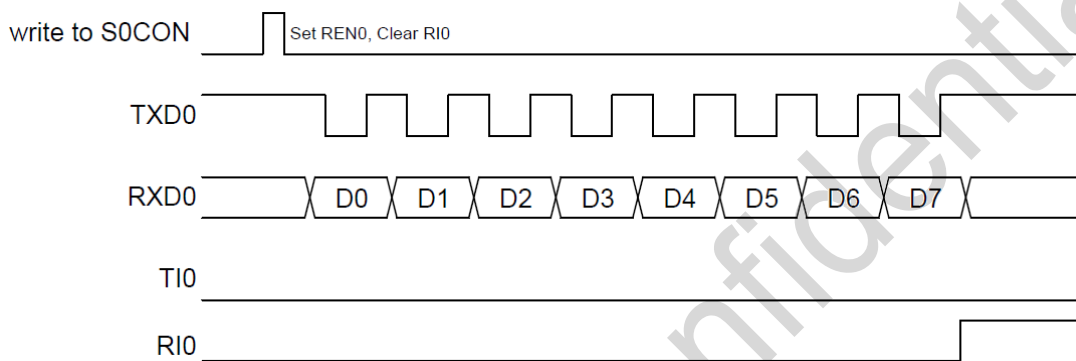 write to S0CON Set REN0, Clear RI0
TXD0
RXD0 D0 D1 D2 D3 D4 D5 D6 D7
TI0
RI0
nfidentia